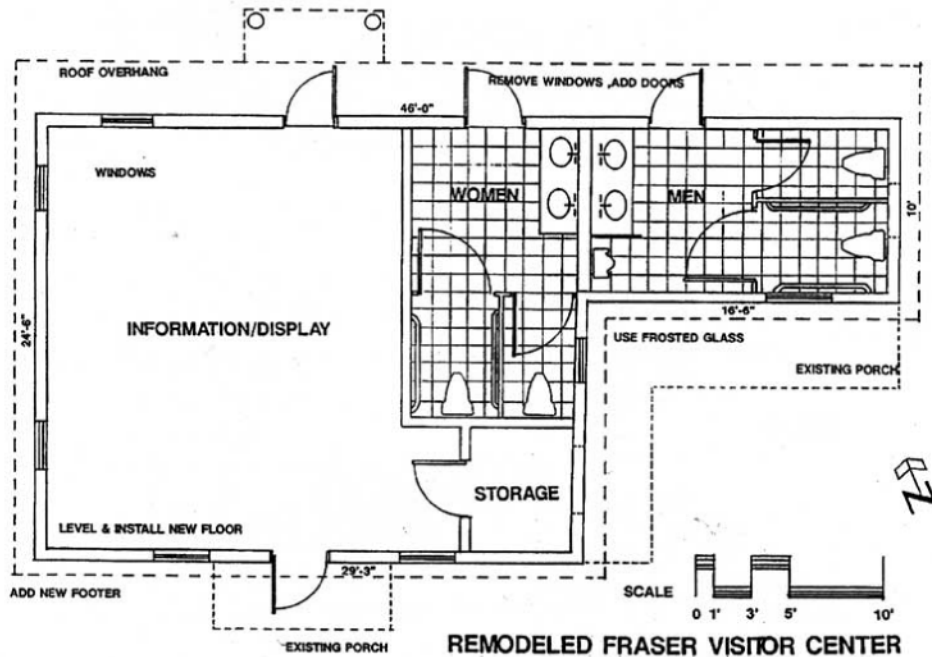 ROOF OVERHANG
REMOVE WINDOWS ,ADD DOORS
46'-0"
WINDOWS
WOMEN
MEN
10'
24'-6"
INFORMATION/DISPLAY
16'-6"
USE FROSTED GLASS
EXISTING PORCH
STORAGE
LEVEL & INSTALL NEW FLOOR
29'-3"
ADD NEW FOOTER
EXISTING PORCH
N
SCALE
0 1' 3' 5' 10'
REMODELED FRASER VISITOR CENTER